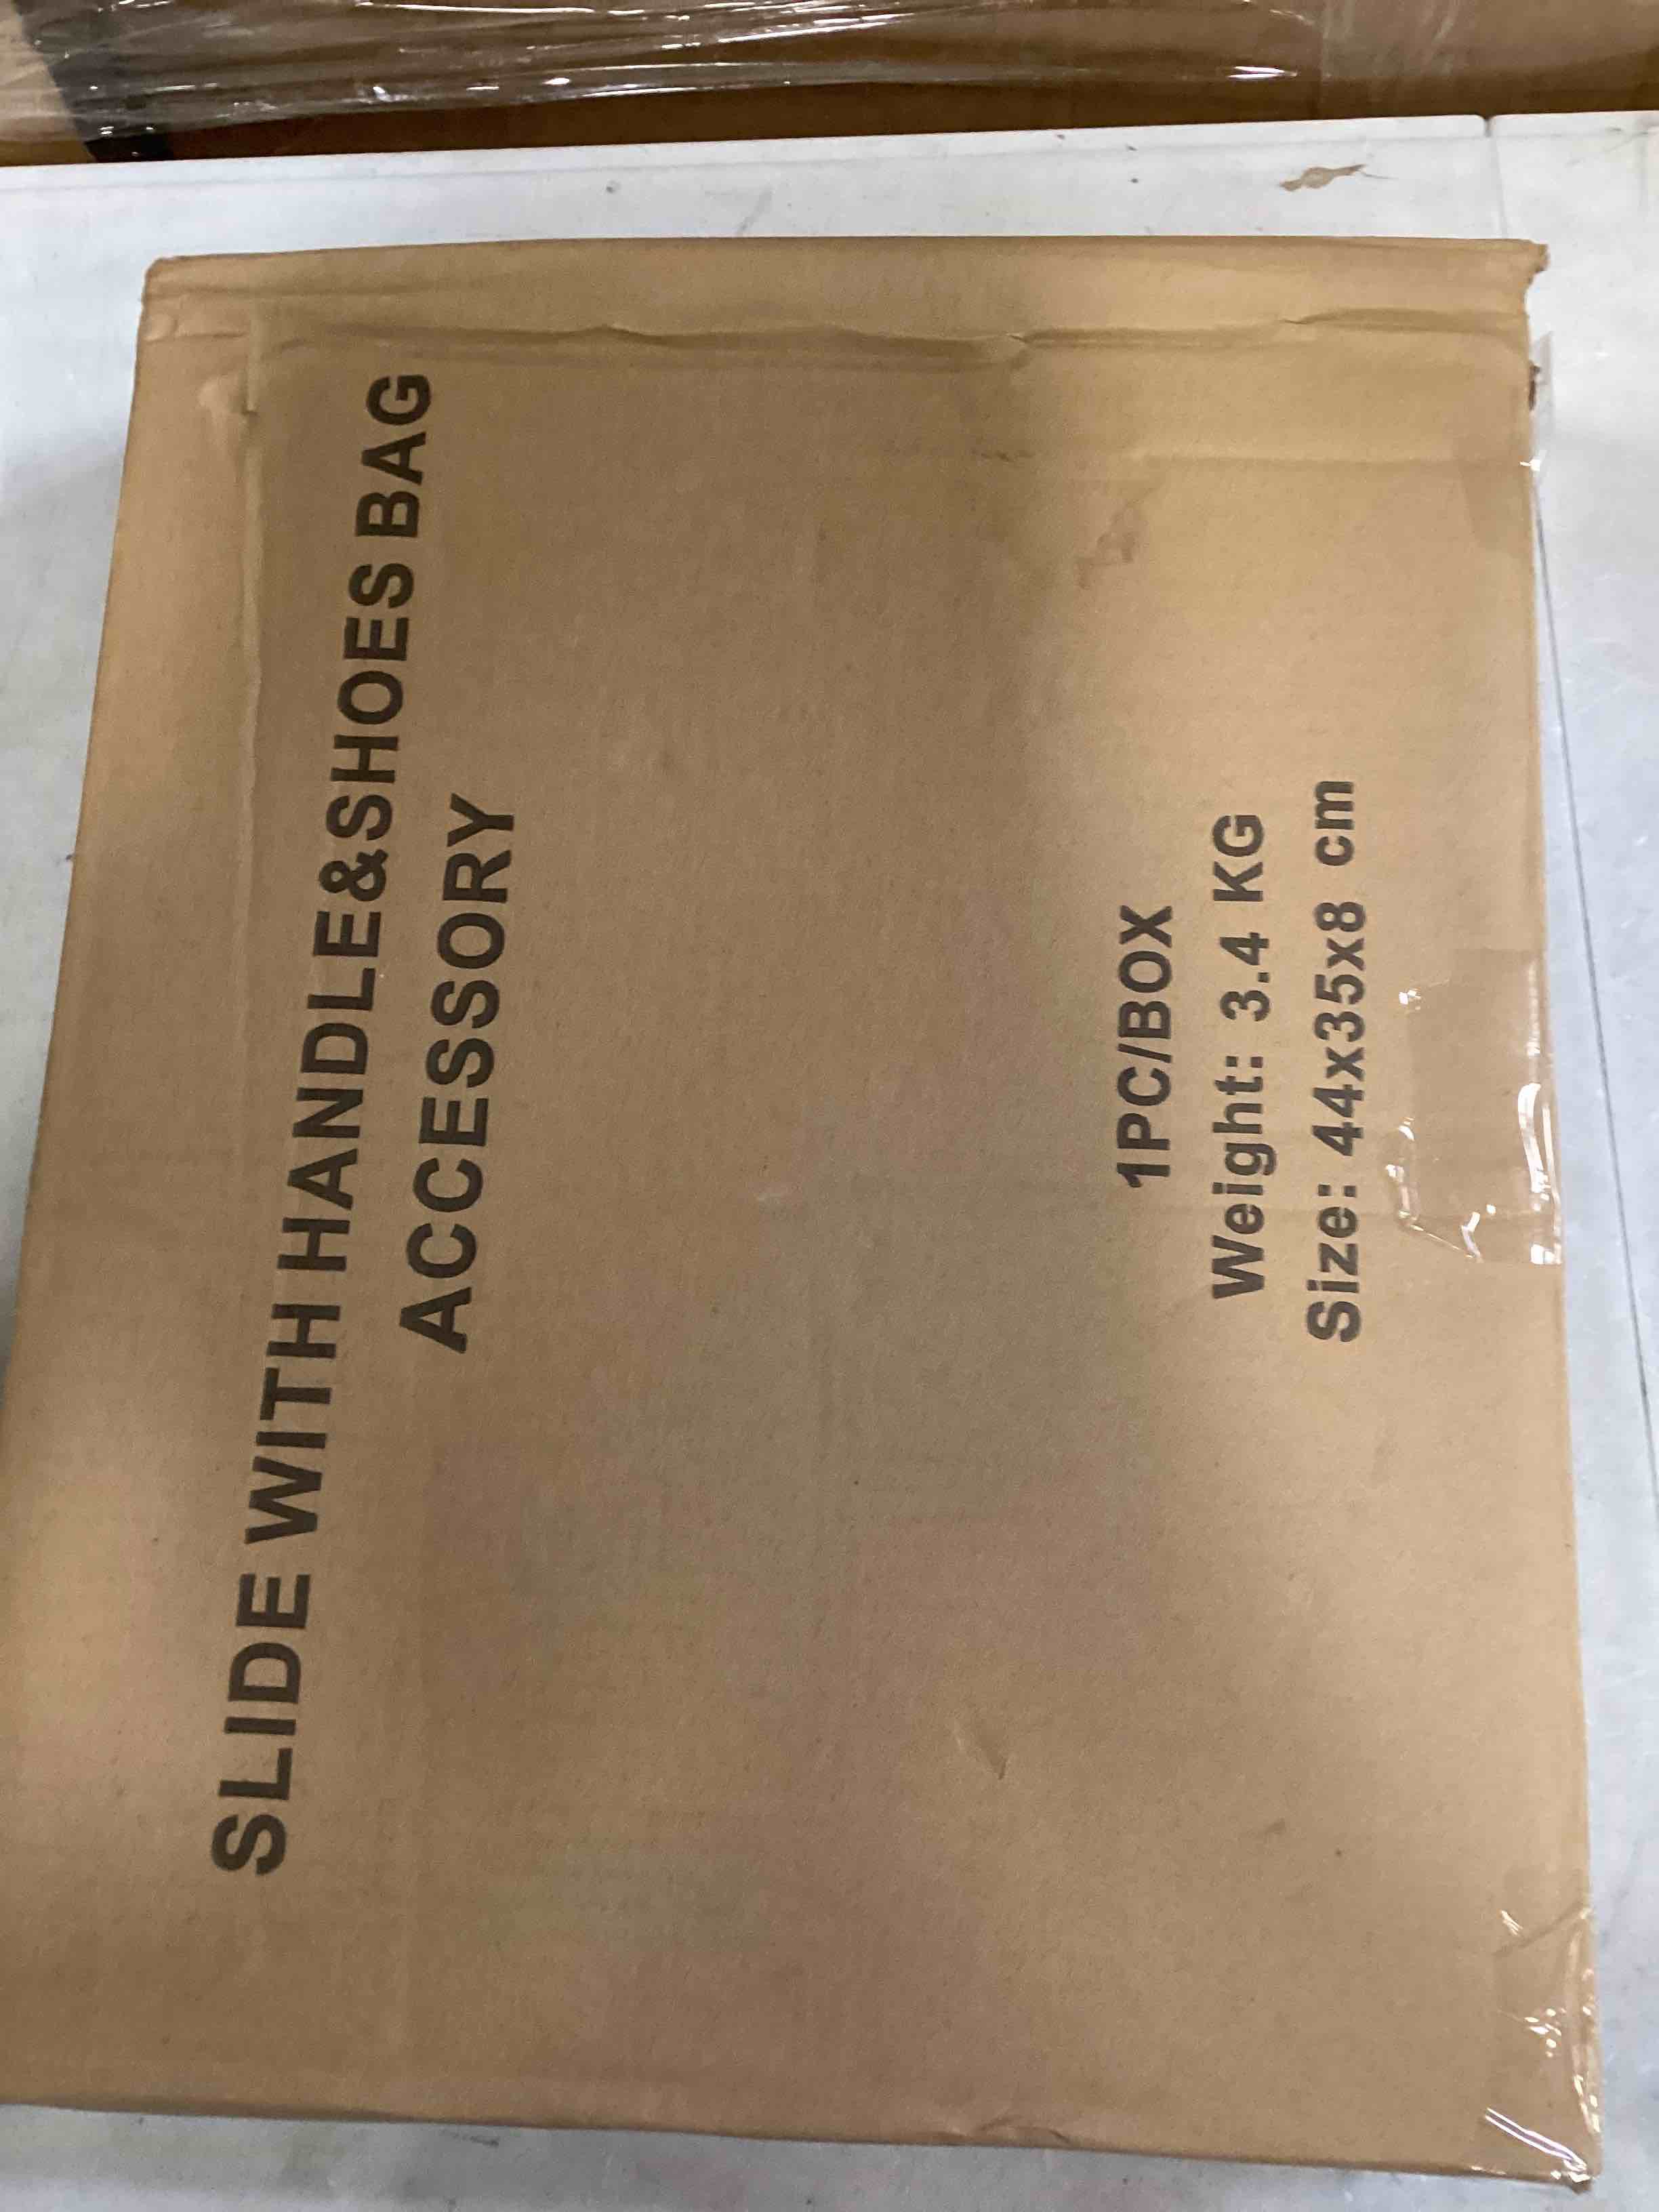 SLIDE WITH HANDLE&SHOES BAG
ACCESSORY
1PC/BOX
Weight: 3.4 KG
Size: 44x35x8 cm